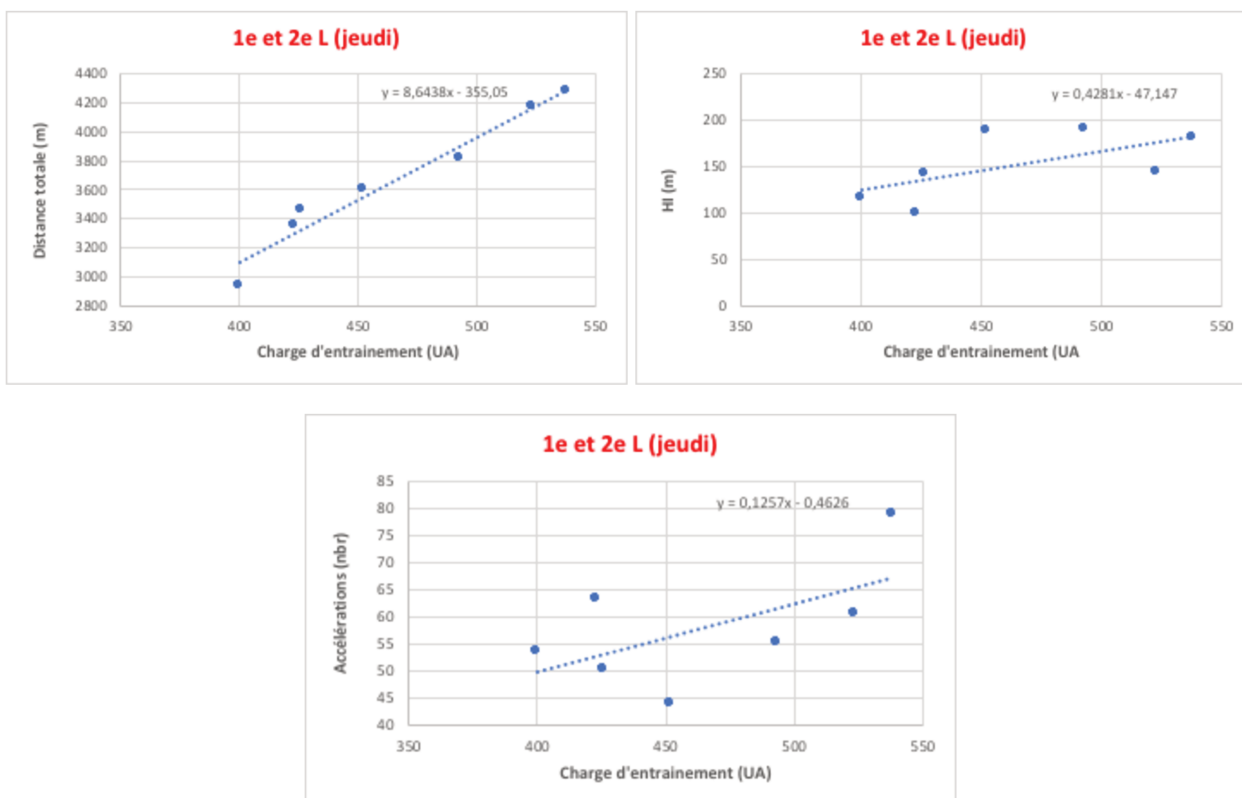 1e et 2e L (jeudi)
y = 8,6438x - 355,05
Distance totale (m)
4400
4200
4000
3800
3600
3400
3200
3000
2800
350 400 450 500 550
Charge d'entrainement (UA)
1e et 2e L (jeudi)
y = 0,4281x - 47,147
HI (m)
250
200
150
100
50
0
350 400 450 500 550
Charge d'entrainement (UA
1e et 2e L (jeudi)
y = 0,1257x - 0,4626
Accélérations (nbr)
85
80
75
70
65
60
55
50
45
40
350 400 450 500 550
Charge d'entrainement (UA)